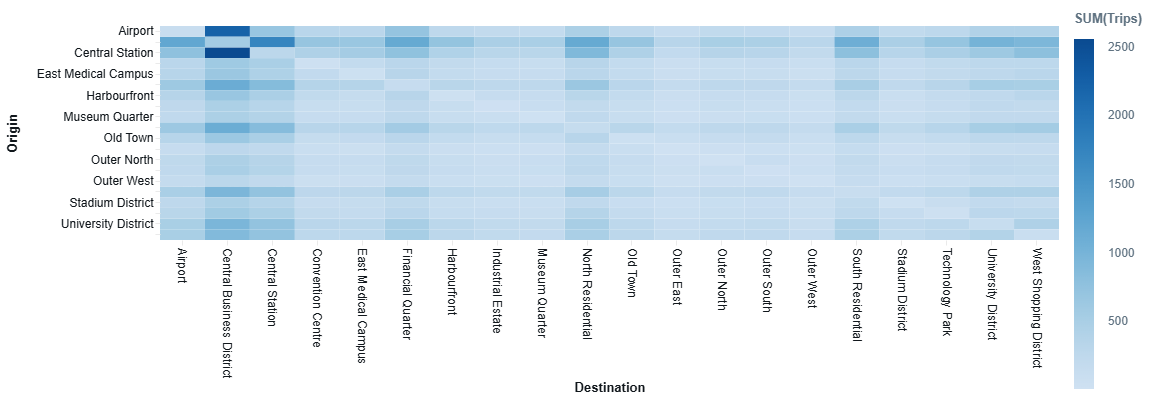 SUM(Trips)
2500
2000
1500
1000
500
Origin
Airport
Central Station
East Medical Campus
Harbourfront
Museum Quarter
Old Town
Outer North
Outer West
Stadium District
University District
Airport
Central Business District
Central Station
Convention Centre
East Medical Campus
Financial Quarter
Harbourfront
Industrial Estate
Museum Quarter
North Residential
Old Town
Outer East
Outer North
Outer South
Outer West
South Residential
Stadium District
Technology Park
University District
West Shopping District
Destination